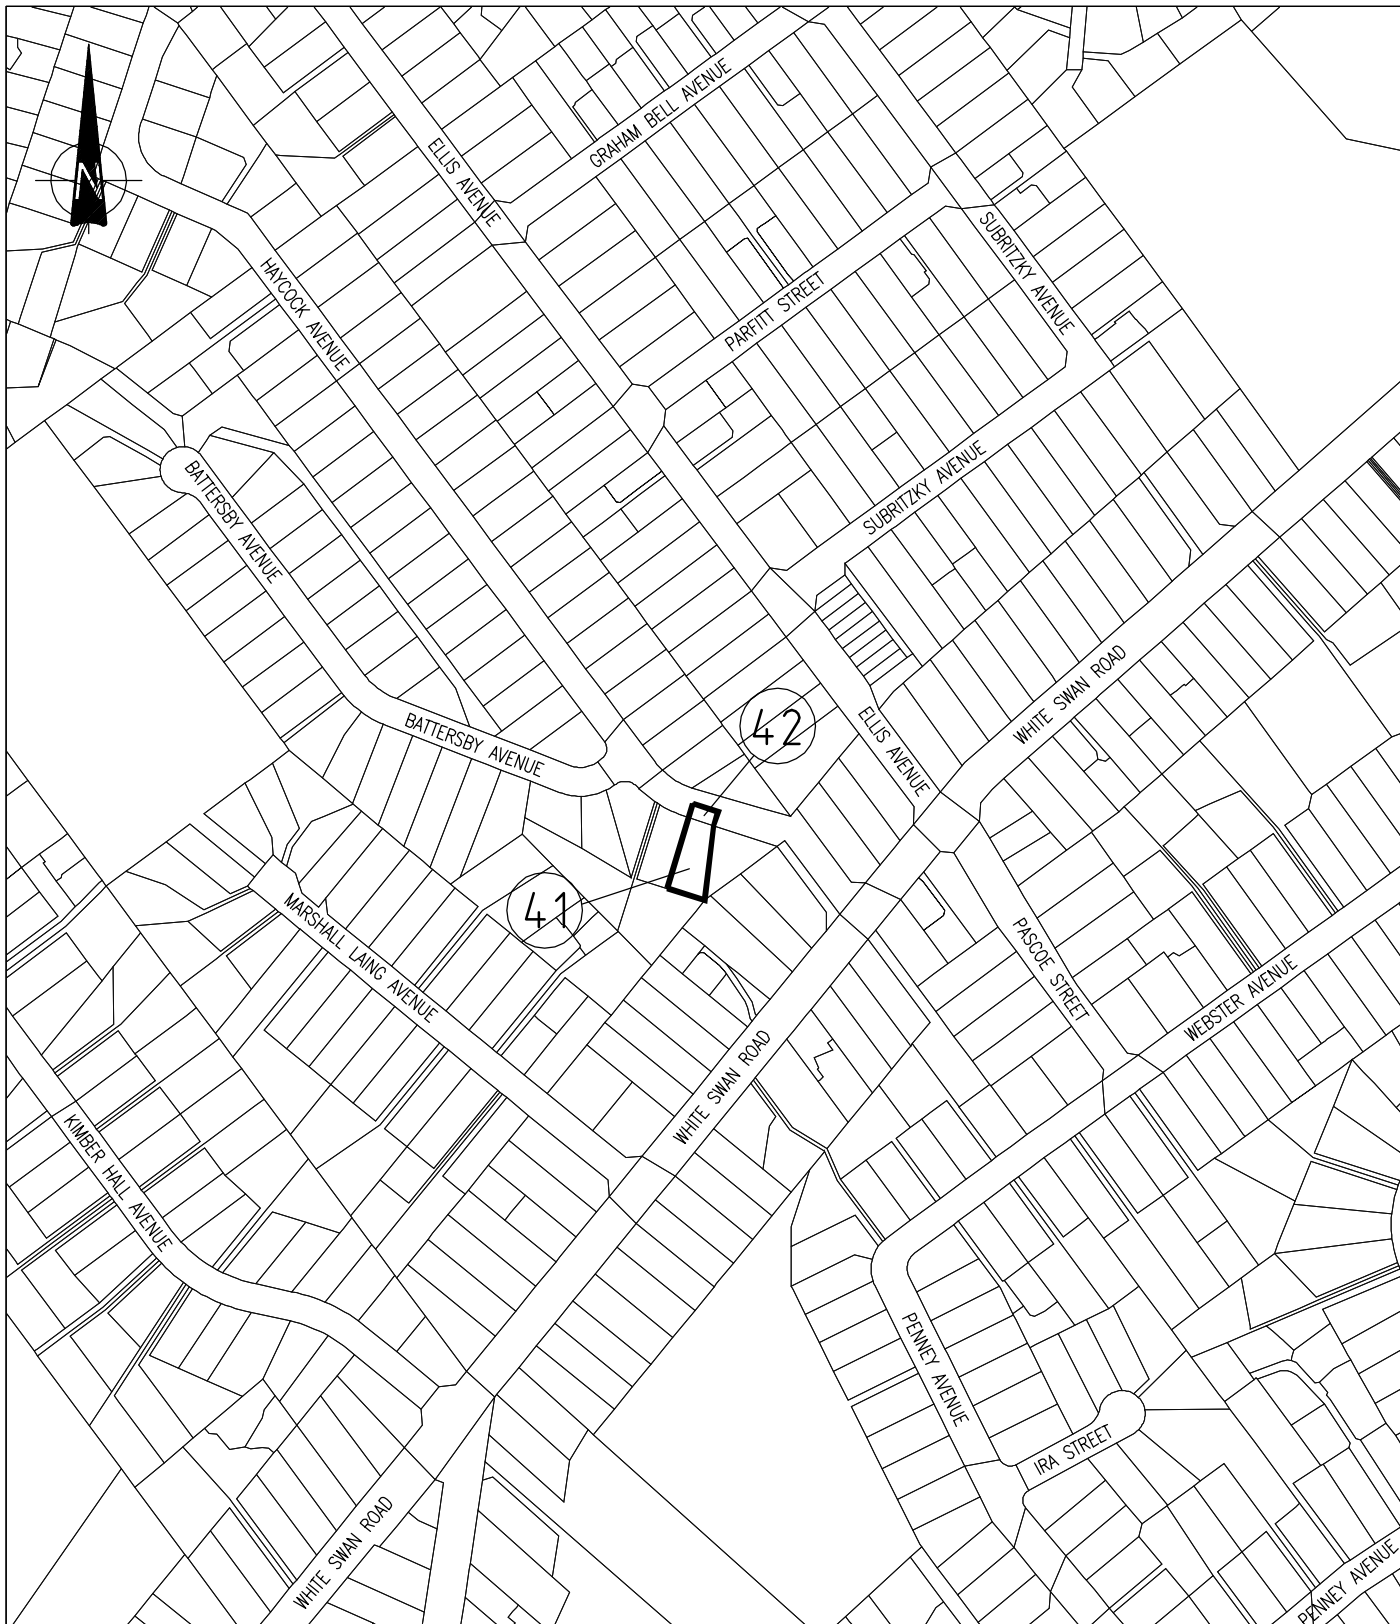 GRAHAM BELL AVENUE
ELLIS AVENUE
N
SUBRITZKY AVENUE
HAYCOCK AVENUE
PARFITT STREET
SUBRITZKY AVENUE
BATTERSBY AVENUE
WHITE SWAN ROAD
42
ELLIS AVENUE
BATTERSBY AVENUE
41
MARSHALL LAING AVENUE
PASCOE STREET
WEBSTER AVENUE
WHITE SWAN ROAD
KIMBER HALL AVENUE
PENNEY AVENUE
IRA STREET
WHITE SWAN ROAD
PENNEY AVENUE